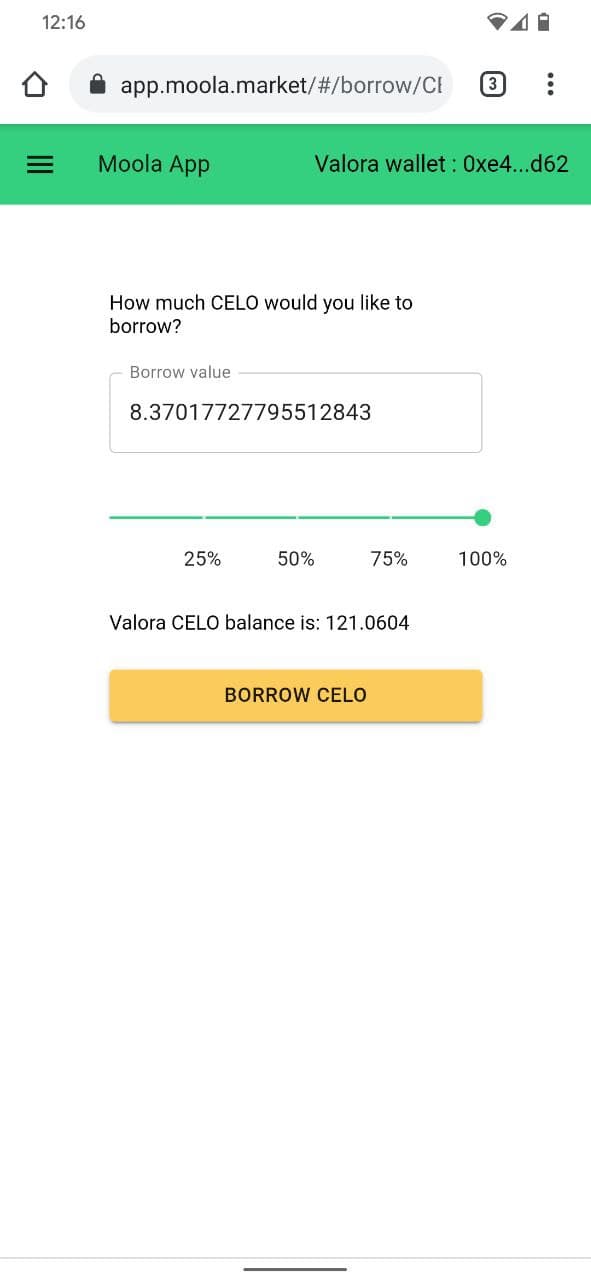 12:16
app.moola.market/#/borrow/CE
3
Moola App
Valora wallet : 0xe4...d62
How much CELO would you like to
borrow?
Borrow value
8.37017727795512843
25% 50% 75% 100%
Valora CELO balance is: 121.0604
BORROW CELO